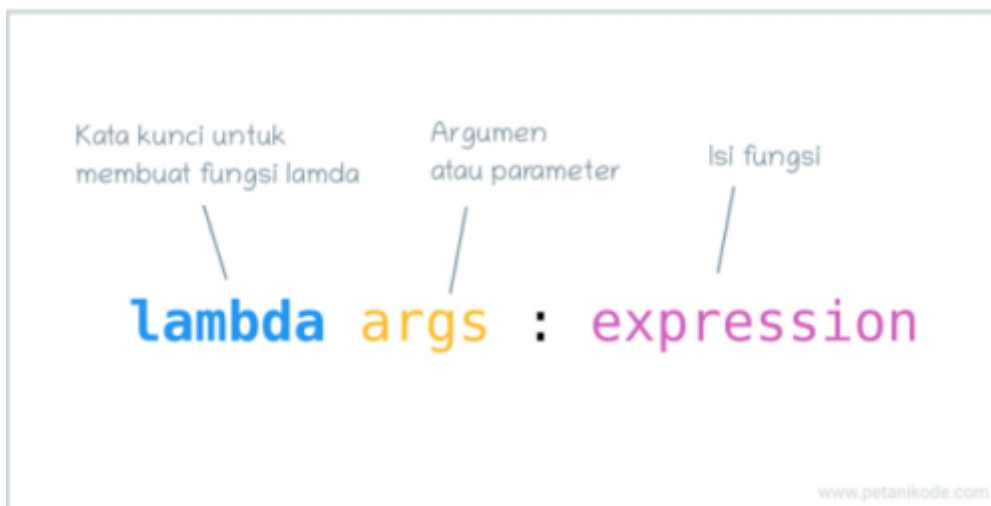 Kata kunci untuk
membuat fungsi lamda
Argumen
atau parameter
Isi fungsi
lambda args : expression
www.petanikode.com